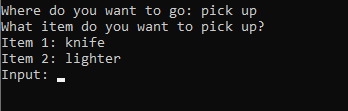 Where do you want to go: pick up
What item do you want to pick up?
Item 1: knife
Item 2: lighter
Input: